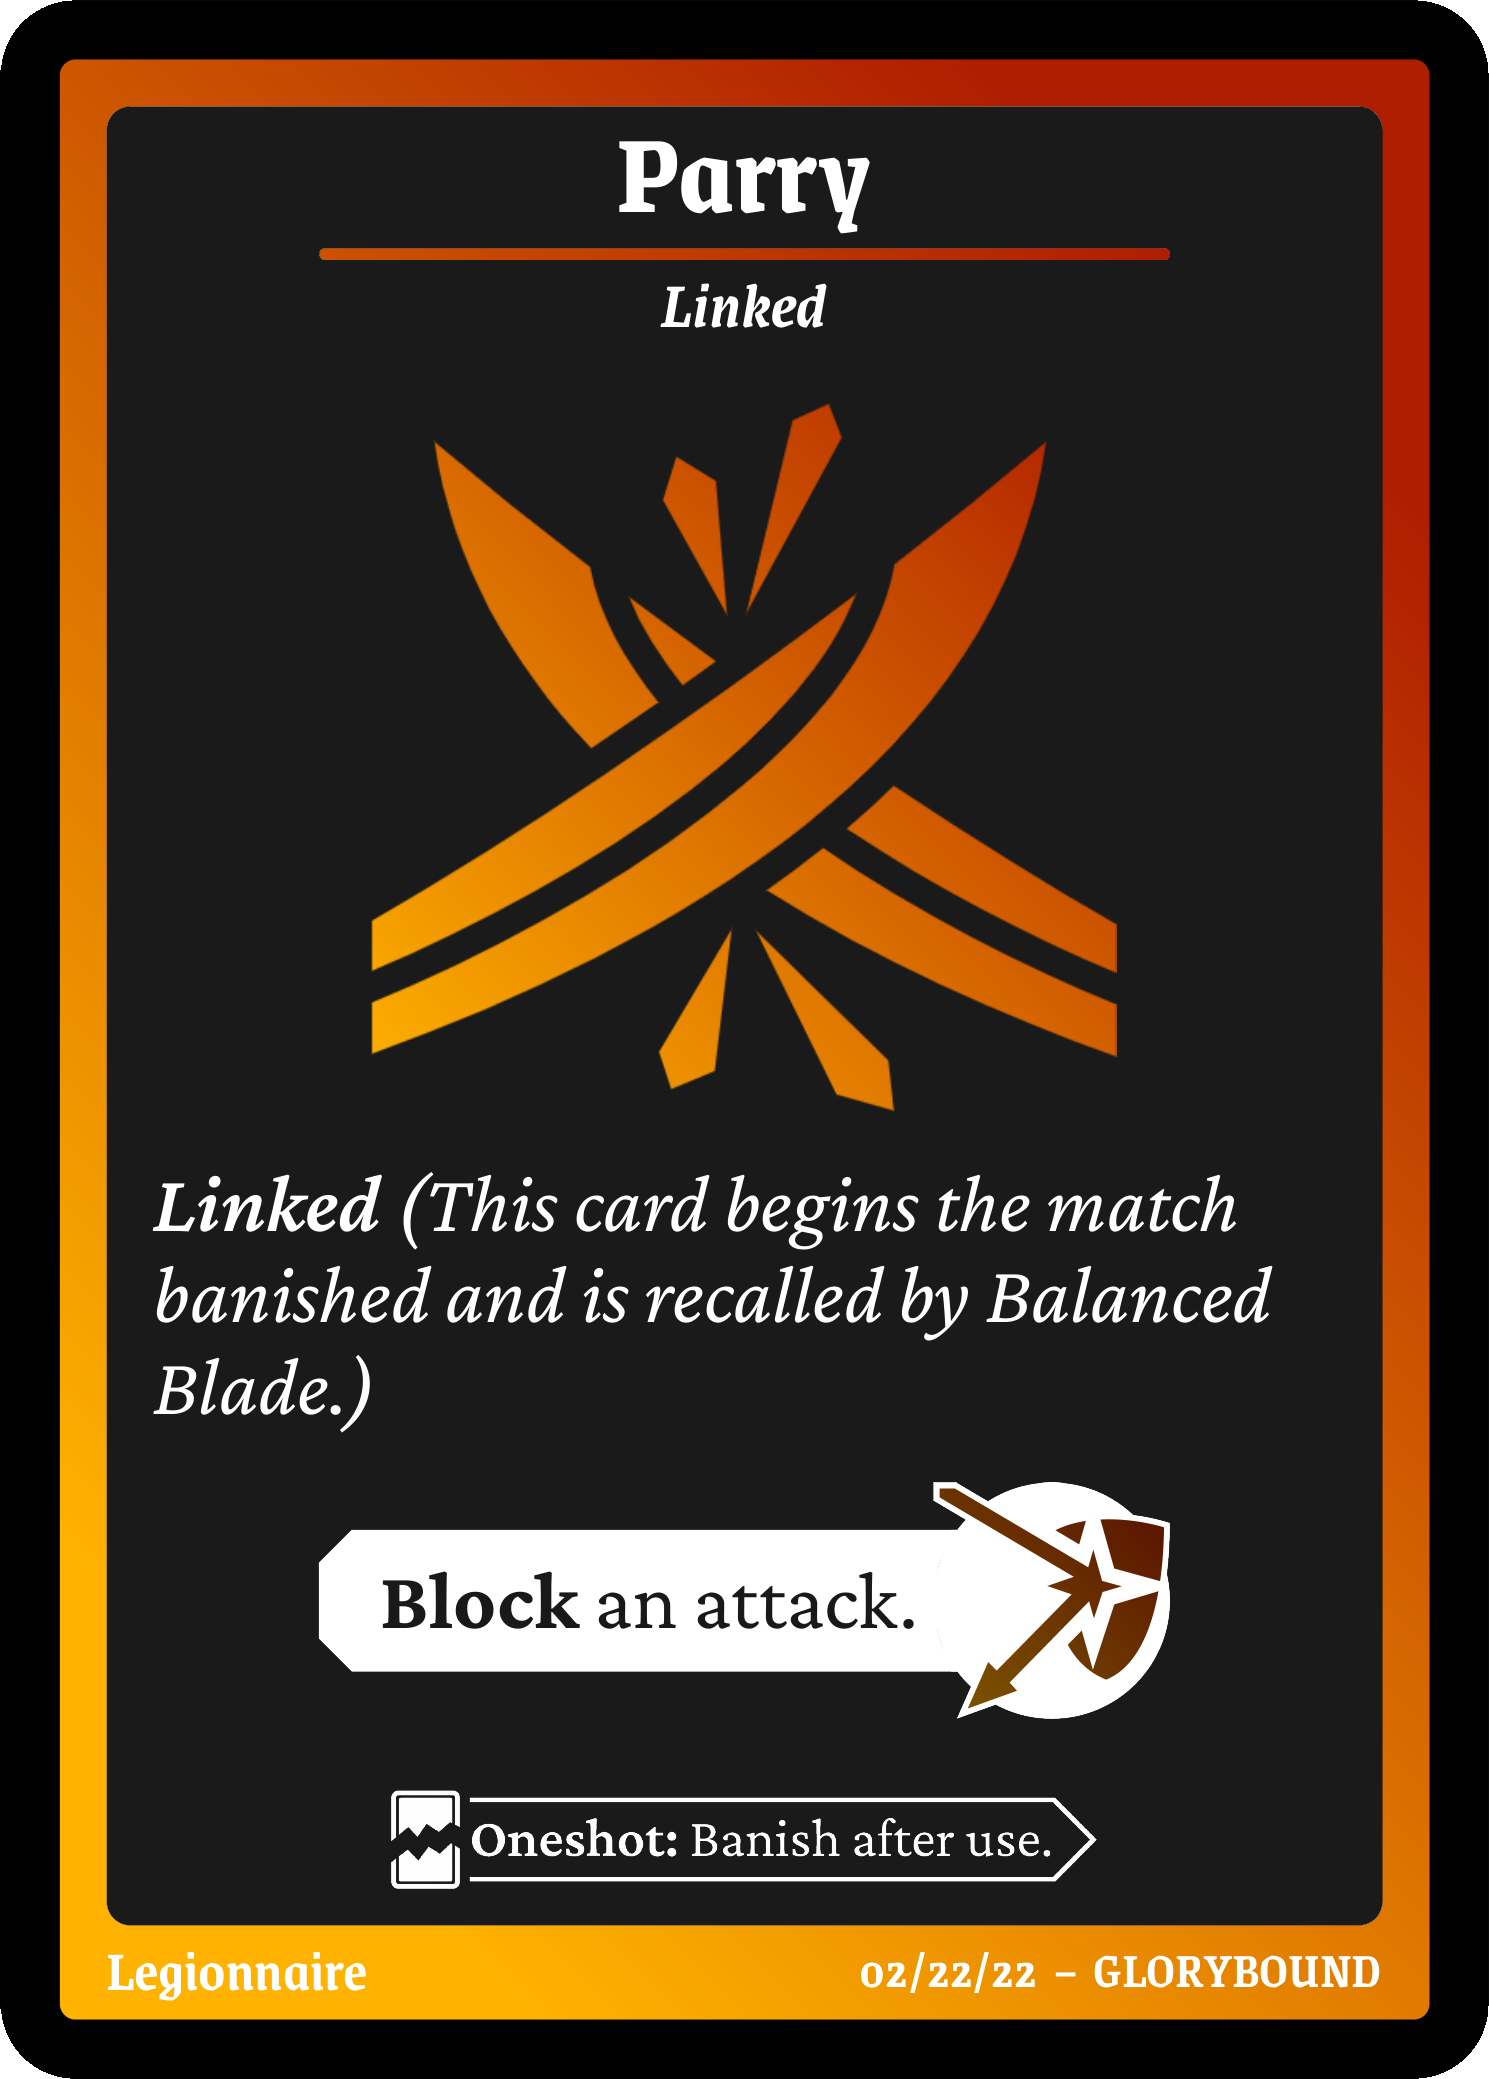 Parry
Linked
Linked (This card begins the match
banished and is recalled by Balanced
Blade.)
Block an attack.
Oneshot: Banish after use.
Legionnaire
02/22/22 – GLORYBOUND